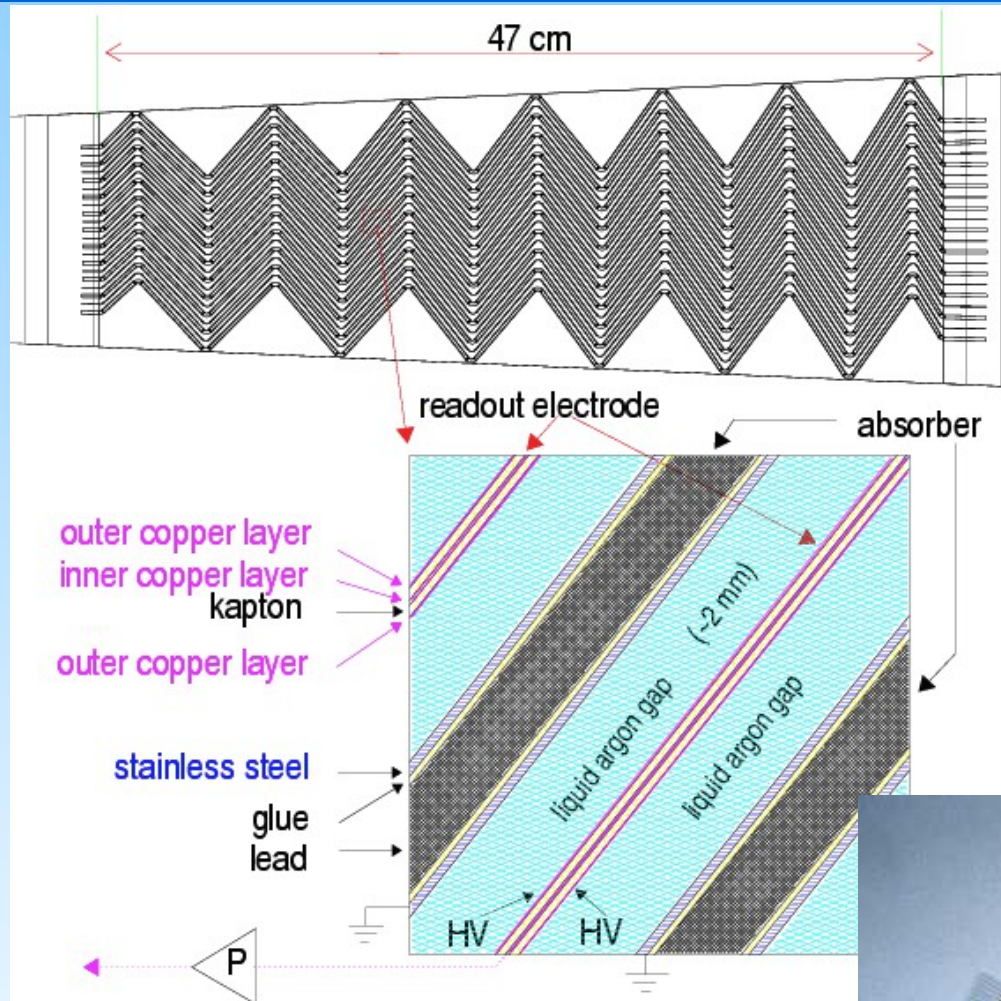 47 cm
readout electrode
absorber
outer copper layer
inner copper layer
kapton
outer copper layer
(~2 mm)
liquid argon gap
liquid argon gap
stainless steel
glue
lead
HV
HV
P